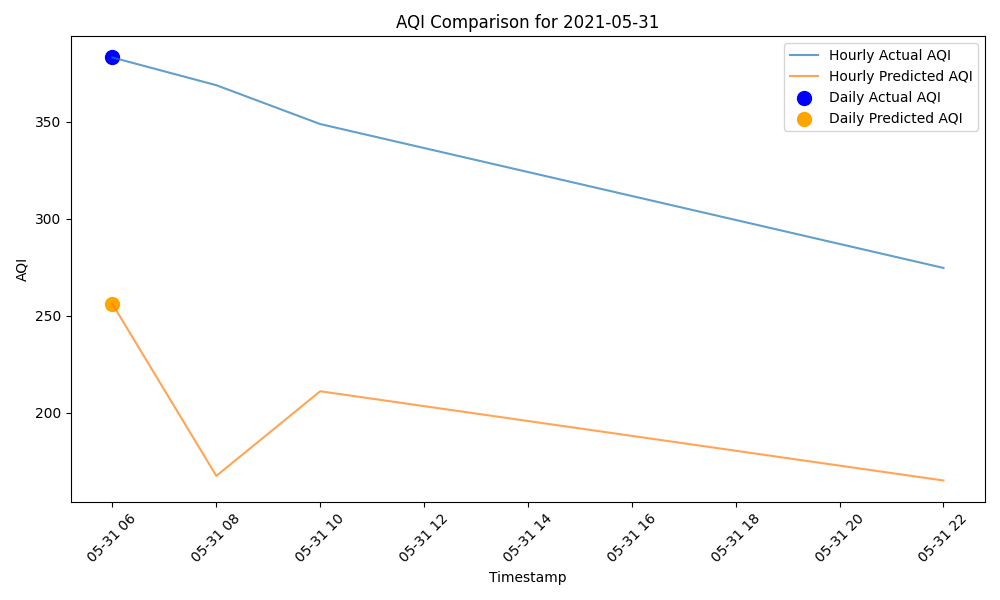 AQI Comparison for 2021-05-31
Hourly Actual AQI
Hourly Predicted AQI
Daily Actual AQI
Daily Predicted AQI
AQI
350
300
250
200
05-31 06
05-31 08
05-31 10
05-31 12
05-31 14
05-31 16
05-31 18
05-31 20
05-31 22
Timestamp